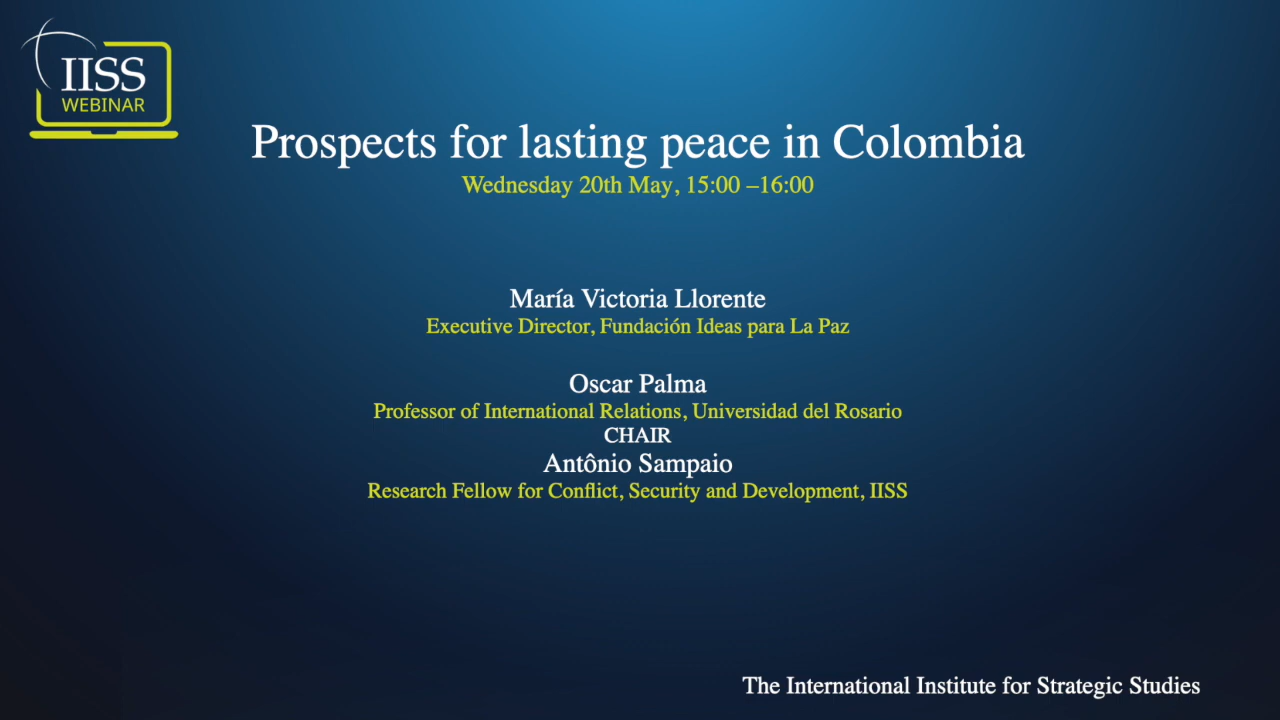 IISS
WEBINAR
Prospects for lasting peace in Colombia
Wednesday 20th May, 15:00 –16:00
María Victoria Llorente
Executive Director, Fundación Ideas para La Paz
Oscar Palma
Professor of International Relations, Universidad del Rosario
CHAIR
Antônio Sampaio
Research Fellow for Conflict, Security and Development, IISS
The International Institute for Strategic Studies